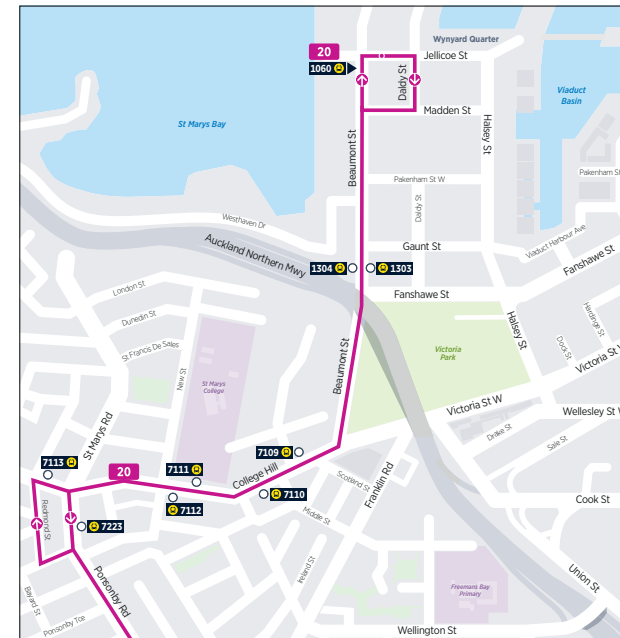 Wynyard Quarter
20
Jellicoe St
1060
Daldy St
Viaduct
Basin
Madden St
St Marys Bay
Halsey St
Beaumont St
Pakenham St
Pakenham St W
Daldy St
Westhaven Dr
Viaduct Harbour Ave
Auckland Northern Mwy
Gaunt St
Fanshawe St
1304
1303
London St
Fanshawe St
Hardinge St
Dunedin St
Halsey St
St Francis De Sales
Dock St
Victoria St W
Victoria
Park
Beaumont St
New St
St Marys
College
Victoria St W
Wellesley St W
St Marys Rd
Drake St
Sale St
7109
7113
20
7111
College Hill
Scotland St
Franklin Rd
7110
7112
Cook St
Redmond St
Middle St
7223
Ireland St
Union St
Ponsonby Rd
Freemans Bay
Primary
Bayard St
Ponsonby Tce
Wellington St